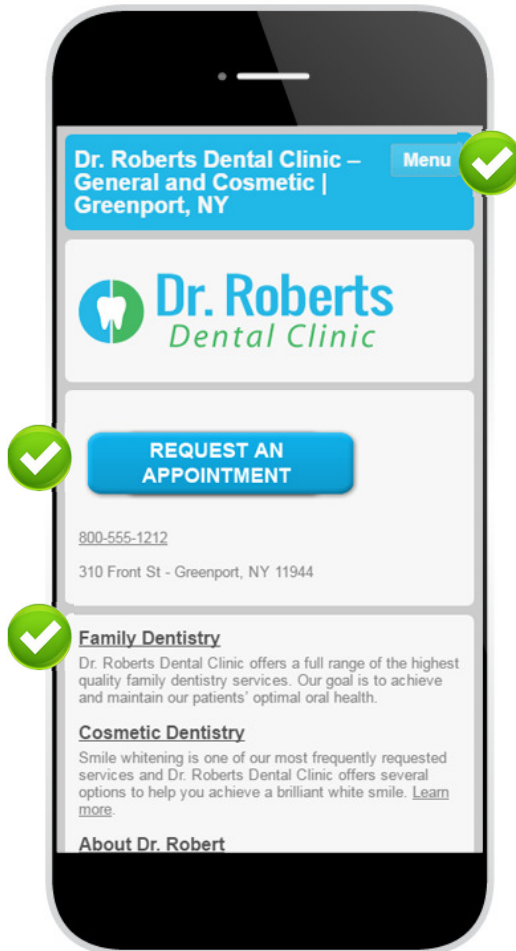 Dr. Roberts Dental Clinic –
General and Cosmetic |
Greenport, NY
Menu
Dr. Roberts
Dental Clinic
REQUEST AN
APPOINTMENT
800-555-1212
310 Front St - Greenport, NY 11944
Family Dentistry
Dr. Roberts Dental Clinic offers a full range of the highest
quality family dentistry services. Our goal is to achieve
and maintain our patients' optimal oral health.
Cosmetic Dentistry
Smile whitening is one of our most frequently requested
services and Dr. Roberts Dental Clinic offers several
options to help you achieve a brilliant white smile. Learn
more.
About Dr. Robert